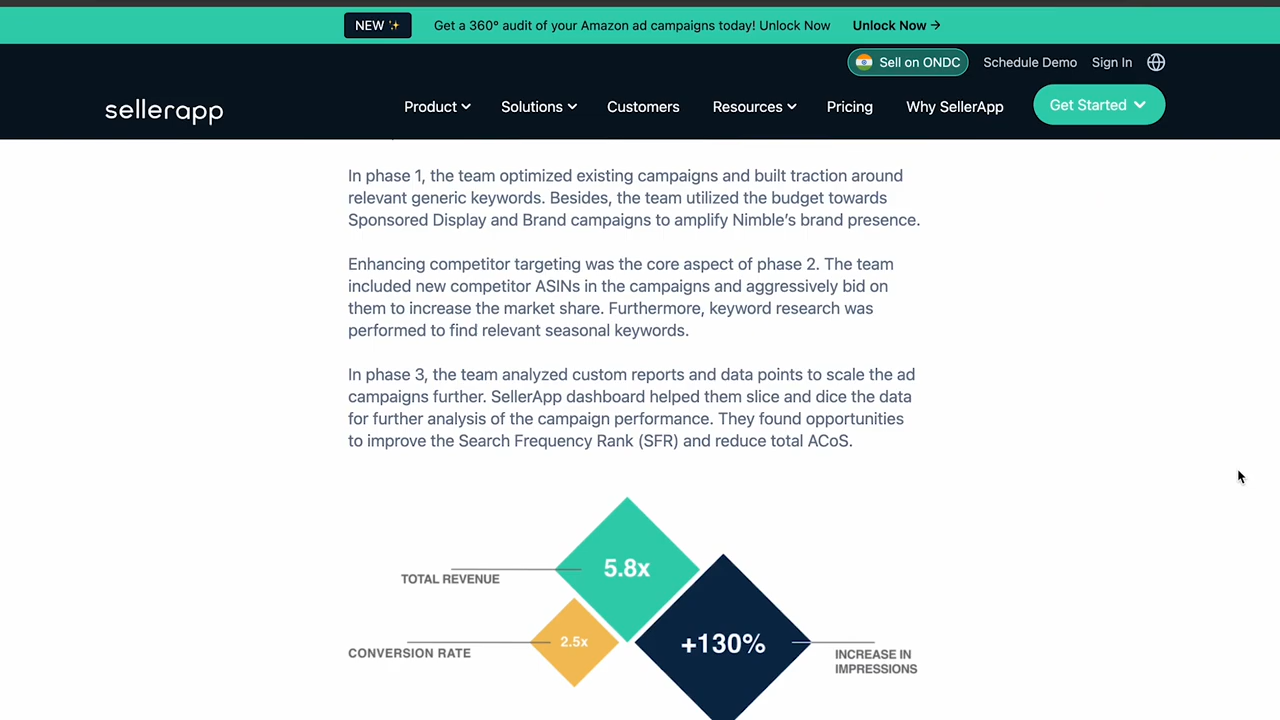 NEW ✨ Get a 360° audit of your Amazon ad campaigns today! Unlock Now Unlock Now →
Sell on ONDC Schedule Demo Sign In
sellerapp Product Solutions Customers Resources Pricing Why SellerApp Get Started
In phase 1, the team optimized existing campaigns and built traction around
relevant generic keywords. Besides, the team utilized the budget towards
Sponsored Display and Brand campaigns to amplify Nimble’s brand presence.
Enhancing competitor targeting was the core aspect of phase 2. The team
included new competitor ASINs in the campaigns and aggressively bid on
them to increase the market share. Furthermore, keyword research was
performed to find relevant seasonal keywords.
In phase 3, the team analyzed custom reports and data points to scale the ad
campaigns further. SellerApp dashboard helped them slice and dice the data
for further analysis of the campaign performance. They found opportunities
to improve the Search Frequency Rank (SFR) and reduce total ACoS.
5.8x
TOTAL REVENUE
2.5x
+130%
CONVERSION RATE
INCREASE IN
IMPRESSIONS